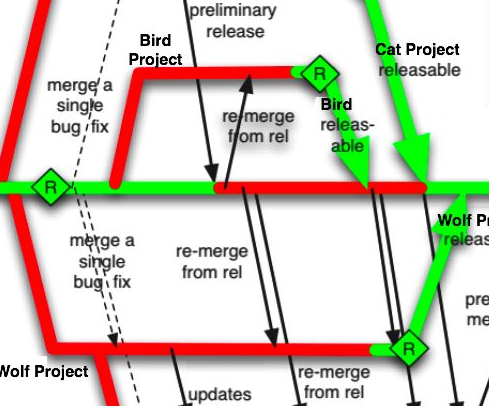 preliminary
release
Bird
Project
Cat Project
releasable
R
merge a
single
bug fix
Bird
releas-
able
re-merge
from rel
R
Wolf Pr
releas
merge a
single
bug fix
re-merge
from rel
pre
me
R
Wolf Project
re-merge
from rel
updates